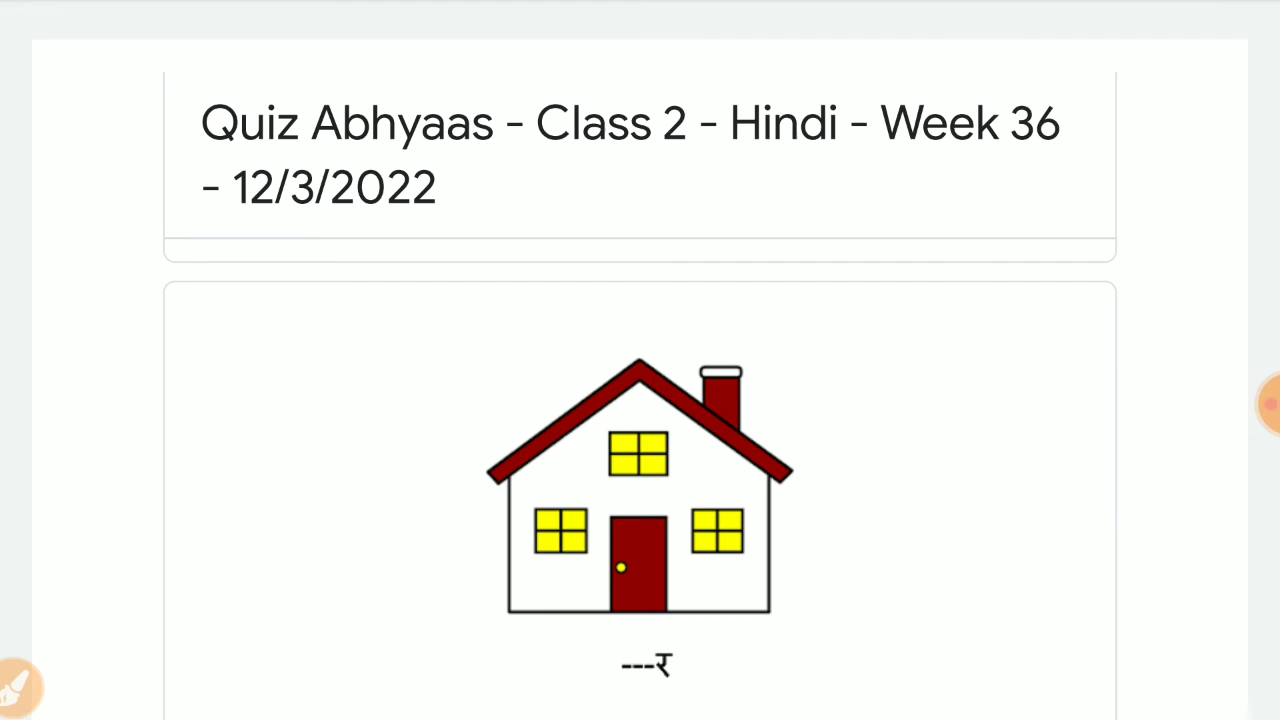 Quiz Abhyaas - Class 2 - Hindi - Week 36
- 12/3/2022
---र